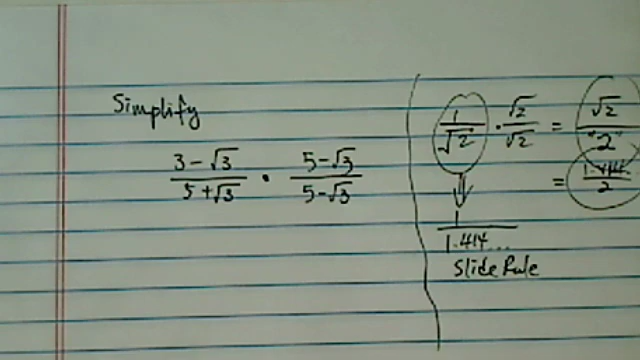 Simplify
3 - √3 / 5 + √3 · 5 - √3 / 5 - √3
1 / √2 · √2 / √2 = √2 / "2"
= 1.414... / 2
1 / 1.414...
Slide Rule